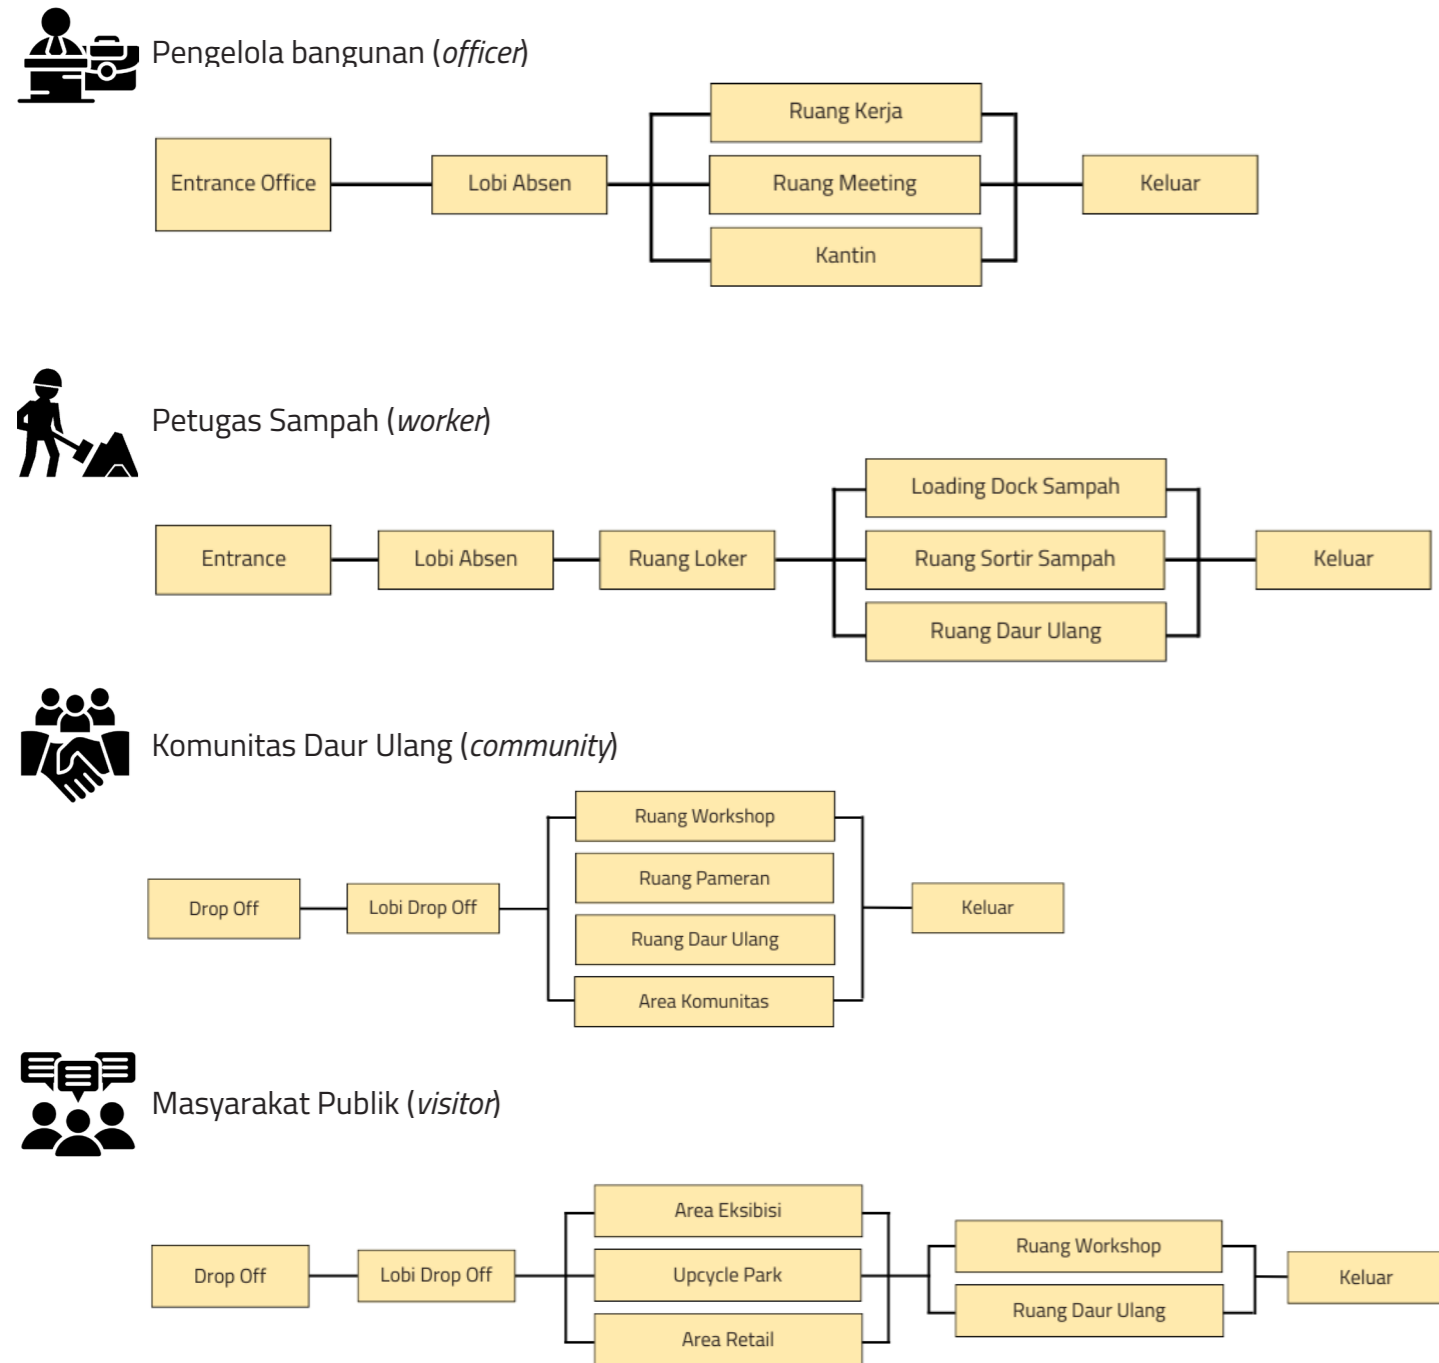 Pengelola bangunan (officer)
Ruang Kerja
Entrance Office
Lobi Absen
Ruang Meeting
Keluar
Kantin
Petugas Sampah (worker)
Loading Dock Sampah
Entrance
Lobi Absen
Ruang Loker
Ruang Sortir Sampah
Keluar
Ruang Daur Ulang
Komunitas Daur Ulang (community)
Ruang Workshop
Ruang Pameran
Drop Off
Lobi Drop Off
Keluar
Ruang Daur Ulang
Area Komunitas
Masyarakat Publik (visitor)
Area Eksibisi
Ruang Workshop
Drop Off
Lobi Drop Off
Upcycle Park
Keluar
Ruang Daur Ulang
Area Retail